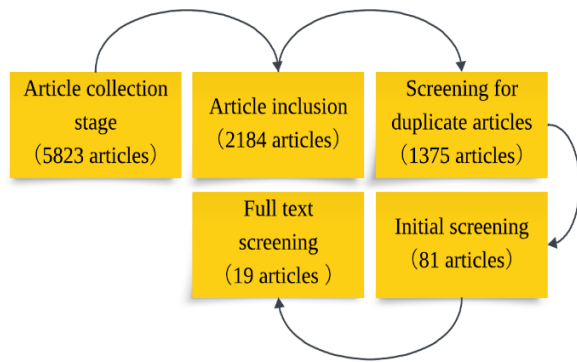 Article collection
stage
（5823 articles）
Article inclusion
（2184 articles）
Screening for
duplicate articles
（1375 articles）
Initial screening
（81 articles）
Full text
screening
（19 articles ）